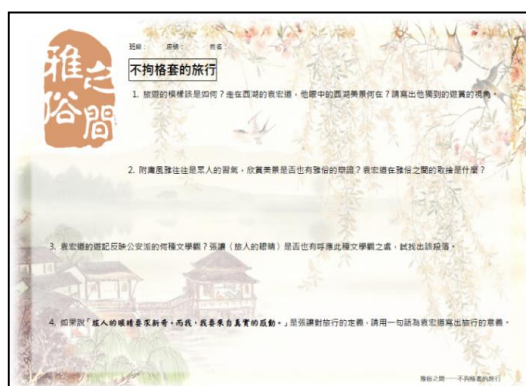 雅俗之間
班級： 座號： 姓名：
不拘格套的旅行
1. 旅遊的模樣該是如何？走在西湖的袁宏道，他眼中的西湖美景何在？請寫出他獨到的遊賞的視角。
2. 附庸風雅往往是眾人的習氣，欣賞美景是否也有雅俗的辯證？袁宏道在雅俗之間的取捨是什麼？
3. 袁宏道的遊記反映公安派的何種文學觀？張讓（旅人的眼睛）是否也有呼應此種文學觀之處，試找出該段落。
4. 如果說「旅人的眼睛要求新奇。而我，我要來自真實的感動。」是張讓對旅行的定義，請用一句話為袁宏道寫出旅行的意義。
雅俗之間──不拘格套的旅行